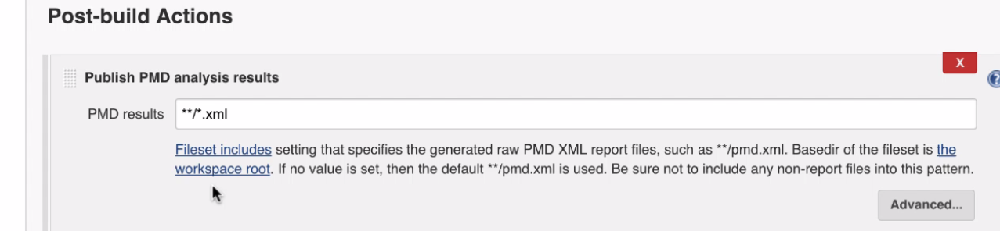 Post-build Actions
X
Publish PMD analysis results
?
PMD results **/*.xml
Fileset includes setting that specifies the generated raw PMD XML report files, such as **/pmd.xml. Basedir of the fileset is the
workspace root. If no value is set, then the default **/pmd.xml is used. Be sure not to include any non-report files into this pattern.
Advanced...